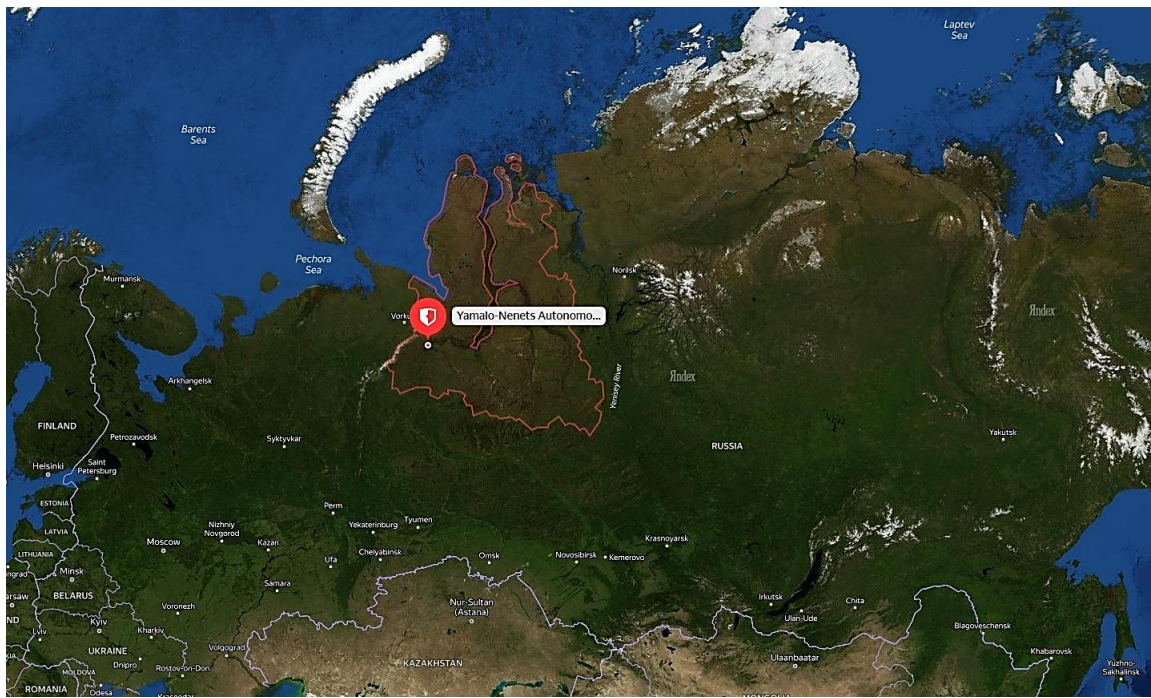 Laptev
Sea
Barents
Sea
Pechora
Sea
Murmansk
Norilsk
Yamalo-Nenets Autonomo...
Яndex
Яndex
Yenisey River
Arkhangelsk
FINLAND
Petrozavodsk
Syktyvkar
RUSSIA
Yakutsk
Helsinki
Saint
Petersburg
ESTONIA
Perm
Nizhniy
Novgorod
Yekaterinburg
Tyumen
LATVIA
Moscow
Kazan
Krasnoyarsk
LITHUANIA
Ufa
Chelyabinsk
Omsk
Novosibirsk
Kemerovo
Minsk
Samara
BELARUS
Voronezh
Nur-Sultan
(Astana)
Irkutsk
Ulan-Ude
Chita
Kyiv
Lviv
Kharkiv
Blagoveschensk
UKRAINE
Volgograd
Khabarovsk
Dnipro
KAZAKHSTAN
Ulaanbaatar
MOLDOVA
Rostov-on-Don
Yuzhno-
Sakhalinsk
ROMANIA
Odesa